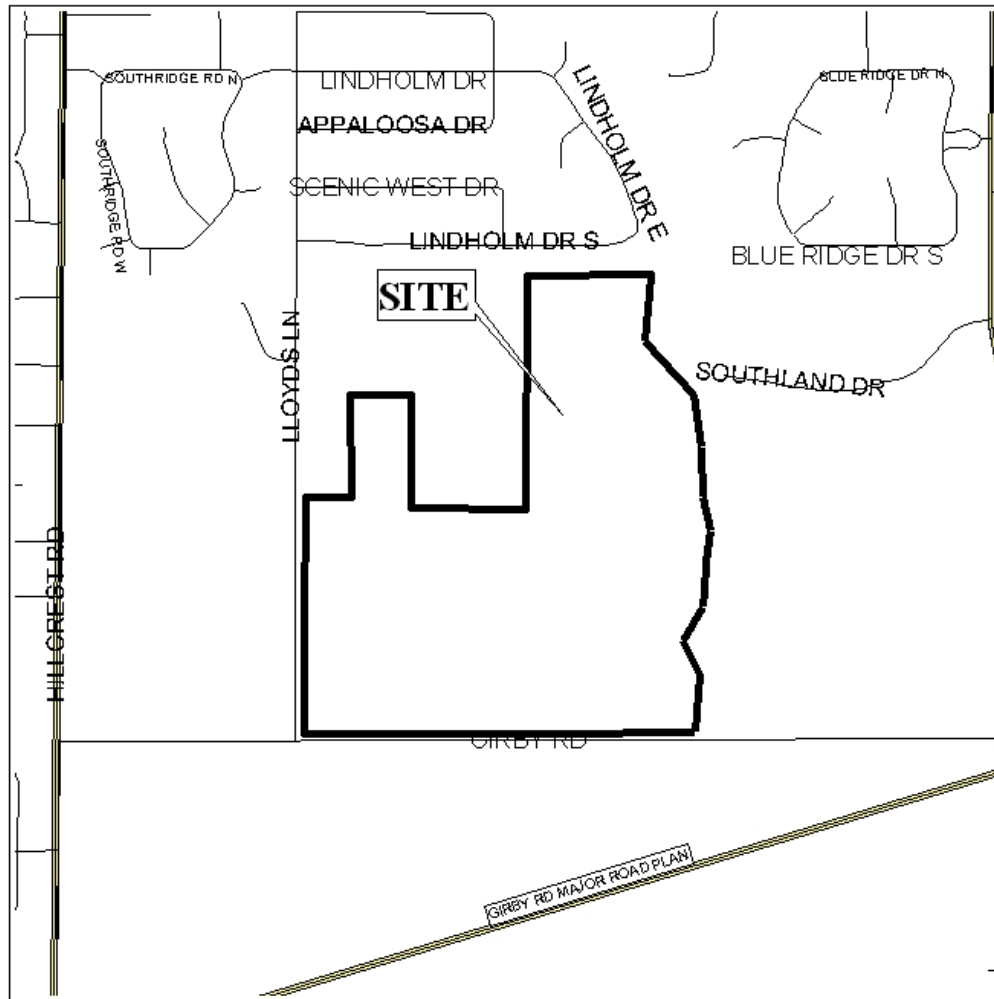 SOUTHRIDGE RD N
LINDHOLM DR
BLUE RIDGE DR N
LINDHOLM DR E
APPALOOSA DR
SOUTHRIDGE RD W
SCENIC WEST DR
LINDHOLM DR S
BLUE RIDGE DR S
SITE
LLOYDS LN
SOUTHLAND DR
HILLCREST RD
GIRBY RD
GIRBY RD MAJOR ROAD PLAN